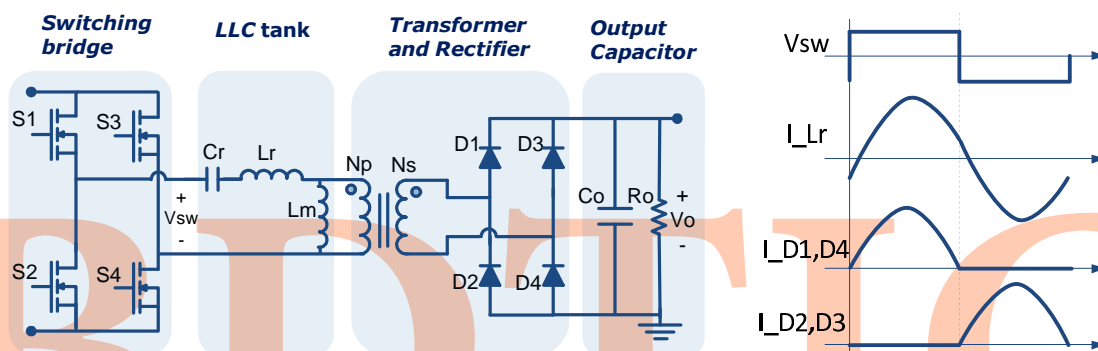 Switching
bridge
LLC tank
Transformer
and Rectifier
Output
Capacitor
S1
S3
S2
S4
+
Vsw
-
Cr
Lr
Lm
Np
Ns
D1
D3
D2
D4
Co
Ro
+
Vo
-
Vsw
I_Lr
I_D1,D4
I_D2,D3